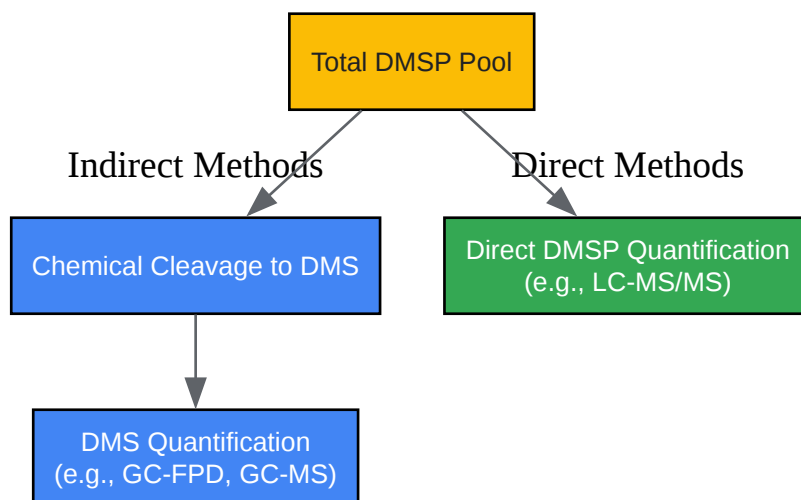 Total DMSP Pool
Indirect Methods
Direct Methods
Chemical Cleavage to DMS
Direct DMSP Quantification
(e.g., LC-MS/MS)
DMS Quantification
(e.g., GC-FPD, GC-MS)